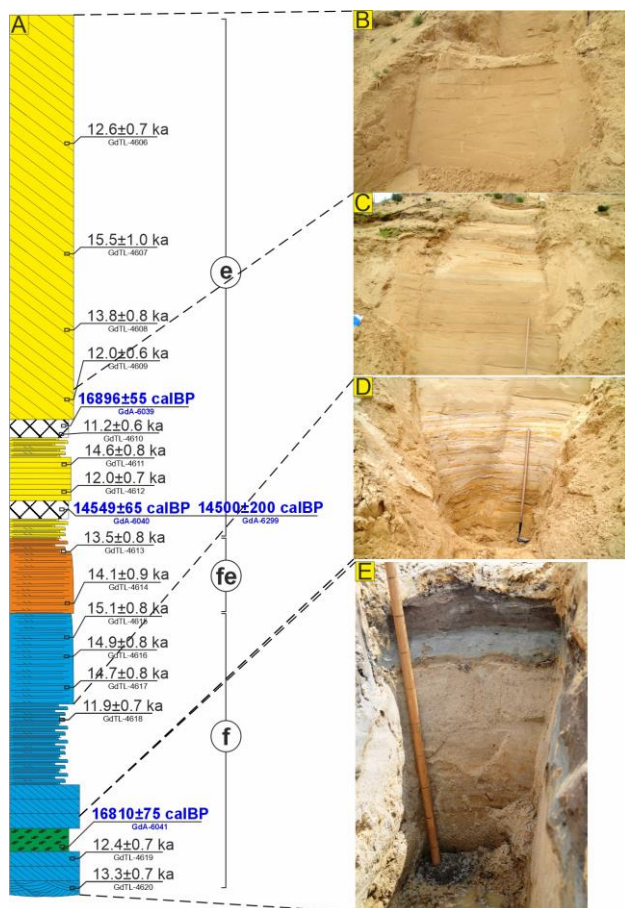 A
12.6±0.7 ka
GdTL-4606
15.5±1.0 ka
GdTL-4607
13.8±0.8 ka
GdTL-4608
12.0±0.6 ka
GdTL-4609
16896±55 calBP
GdA-6039
11.2±0.6 ka
GdTL-4610
14.6±0.8 ka
GdTL-4611
12.0±0.7 ka
GdTL-4612
14549±65 calBP 14500±200 calBP
GdA-6040 GdA-6299
13.5±0.8 ka
GdTL-4613
14.1±0.9 ka
GdTL-4614
15.1±0.8 ka
GdTL-4615
14.9±0.8 ka
GdTL-4616
14.7±0.8 ka
GdTL-4617
11.9±0.7 ka
GdTL-4618
16810±75 calBP
GdA-6041
12.4±0.7 ka
GdTL-4619
13.3±0.7 ka
GdTL-4620
e
fe
f
B
C
D
E